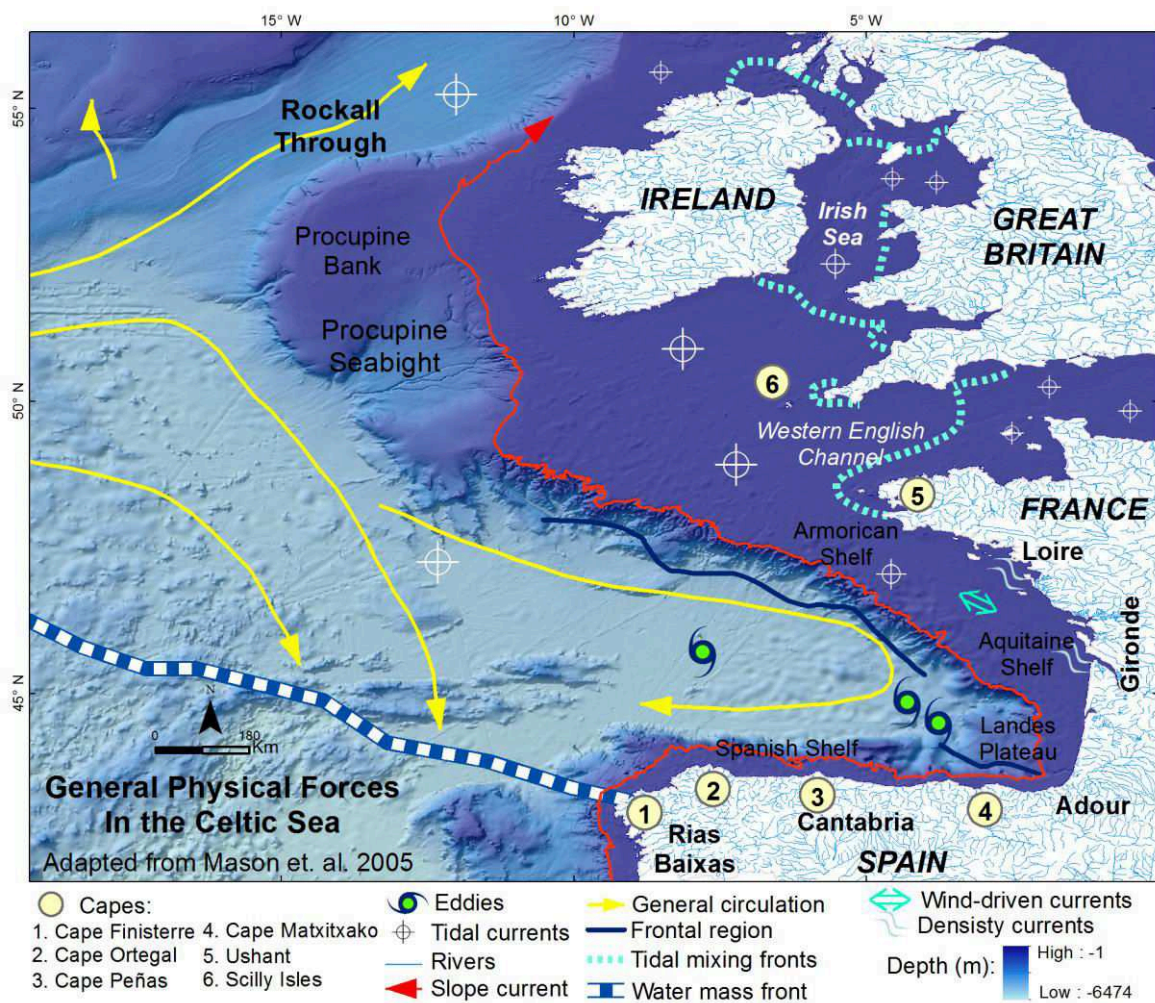 15° W
10° W
5° W
55° N
50° N
45° N
Rockall
Through
Procupine
Bank
Procupine
Seabight
IRELAND
Irish
Sea
GREAT
BRITAIN
6
Western English
Channel
5
FRANCE
Armorican
Shelf
Loire
Aquitaine
Shelf
Gironde
Landes
Plateau
Spanish Shelf
Adour
1
2
3
4
Rias
Baixas
Cantabria
SPAIN
N
0
180
Km
General Physical Forces
In the Celtic Sea
Adapted from Mason et. al. 2005
Capes:
1. Cape Finisterre
2. Cape Ortegal
3. Cape Peñas
4. Cape Matxitxako
5. Ushant
6. Scilly Isles
Eddies
Tidal currents
Rivers
Slope current
General circulation
Frontal region
Tidal mixing fronts
Water mass front
Wind-driven currents
Densisty currents
Depth (m):
High : -1
Low : -6474